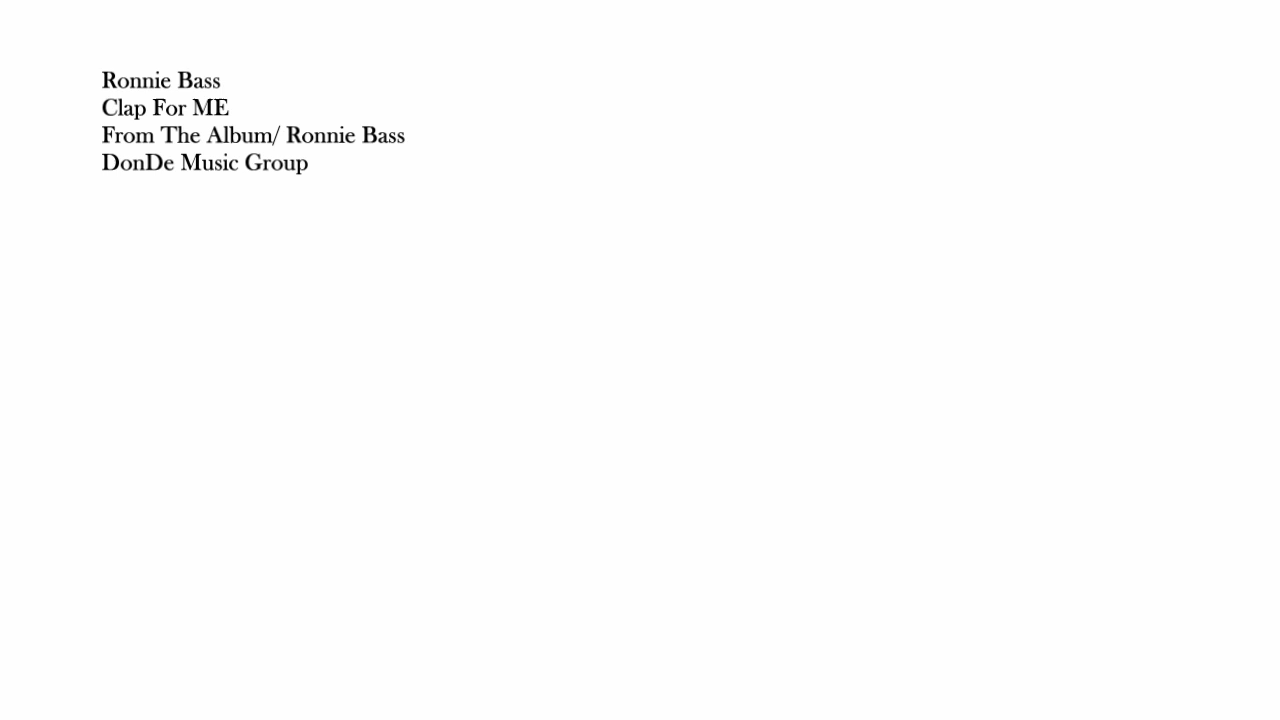 Ronnie Bass
Clap For ME
From The Album/ Ronnie Bass
DonDe Music Group